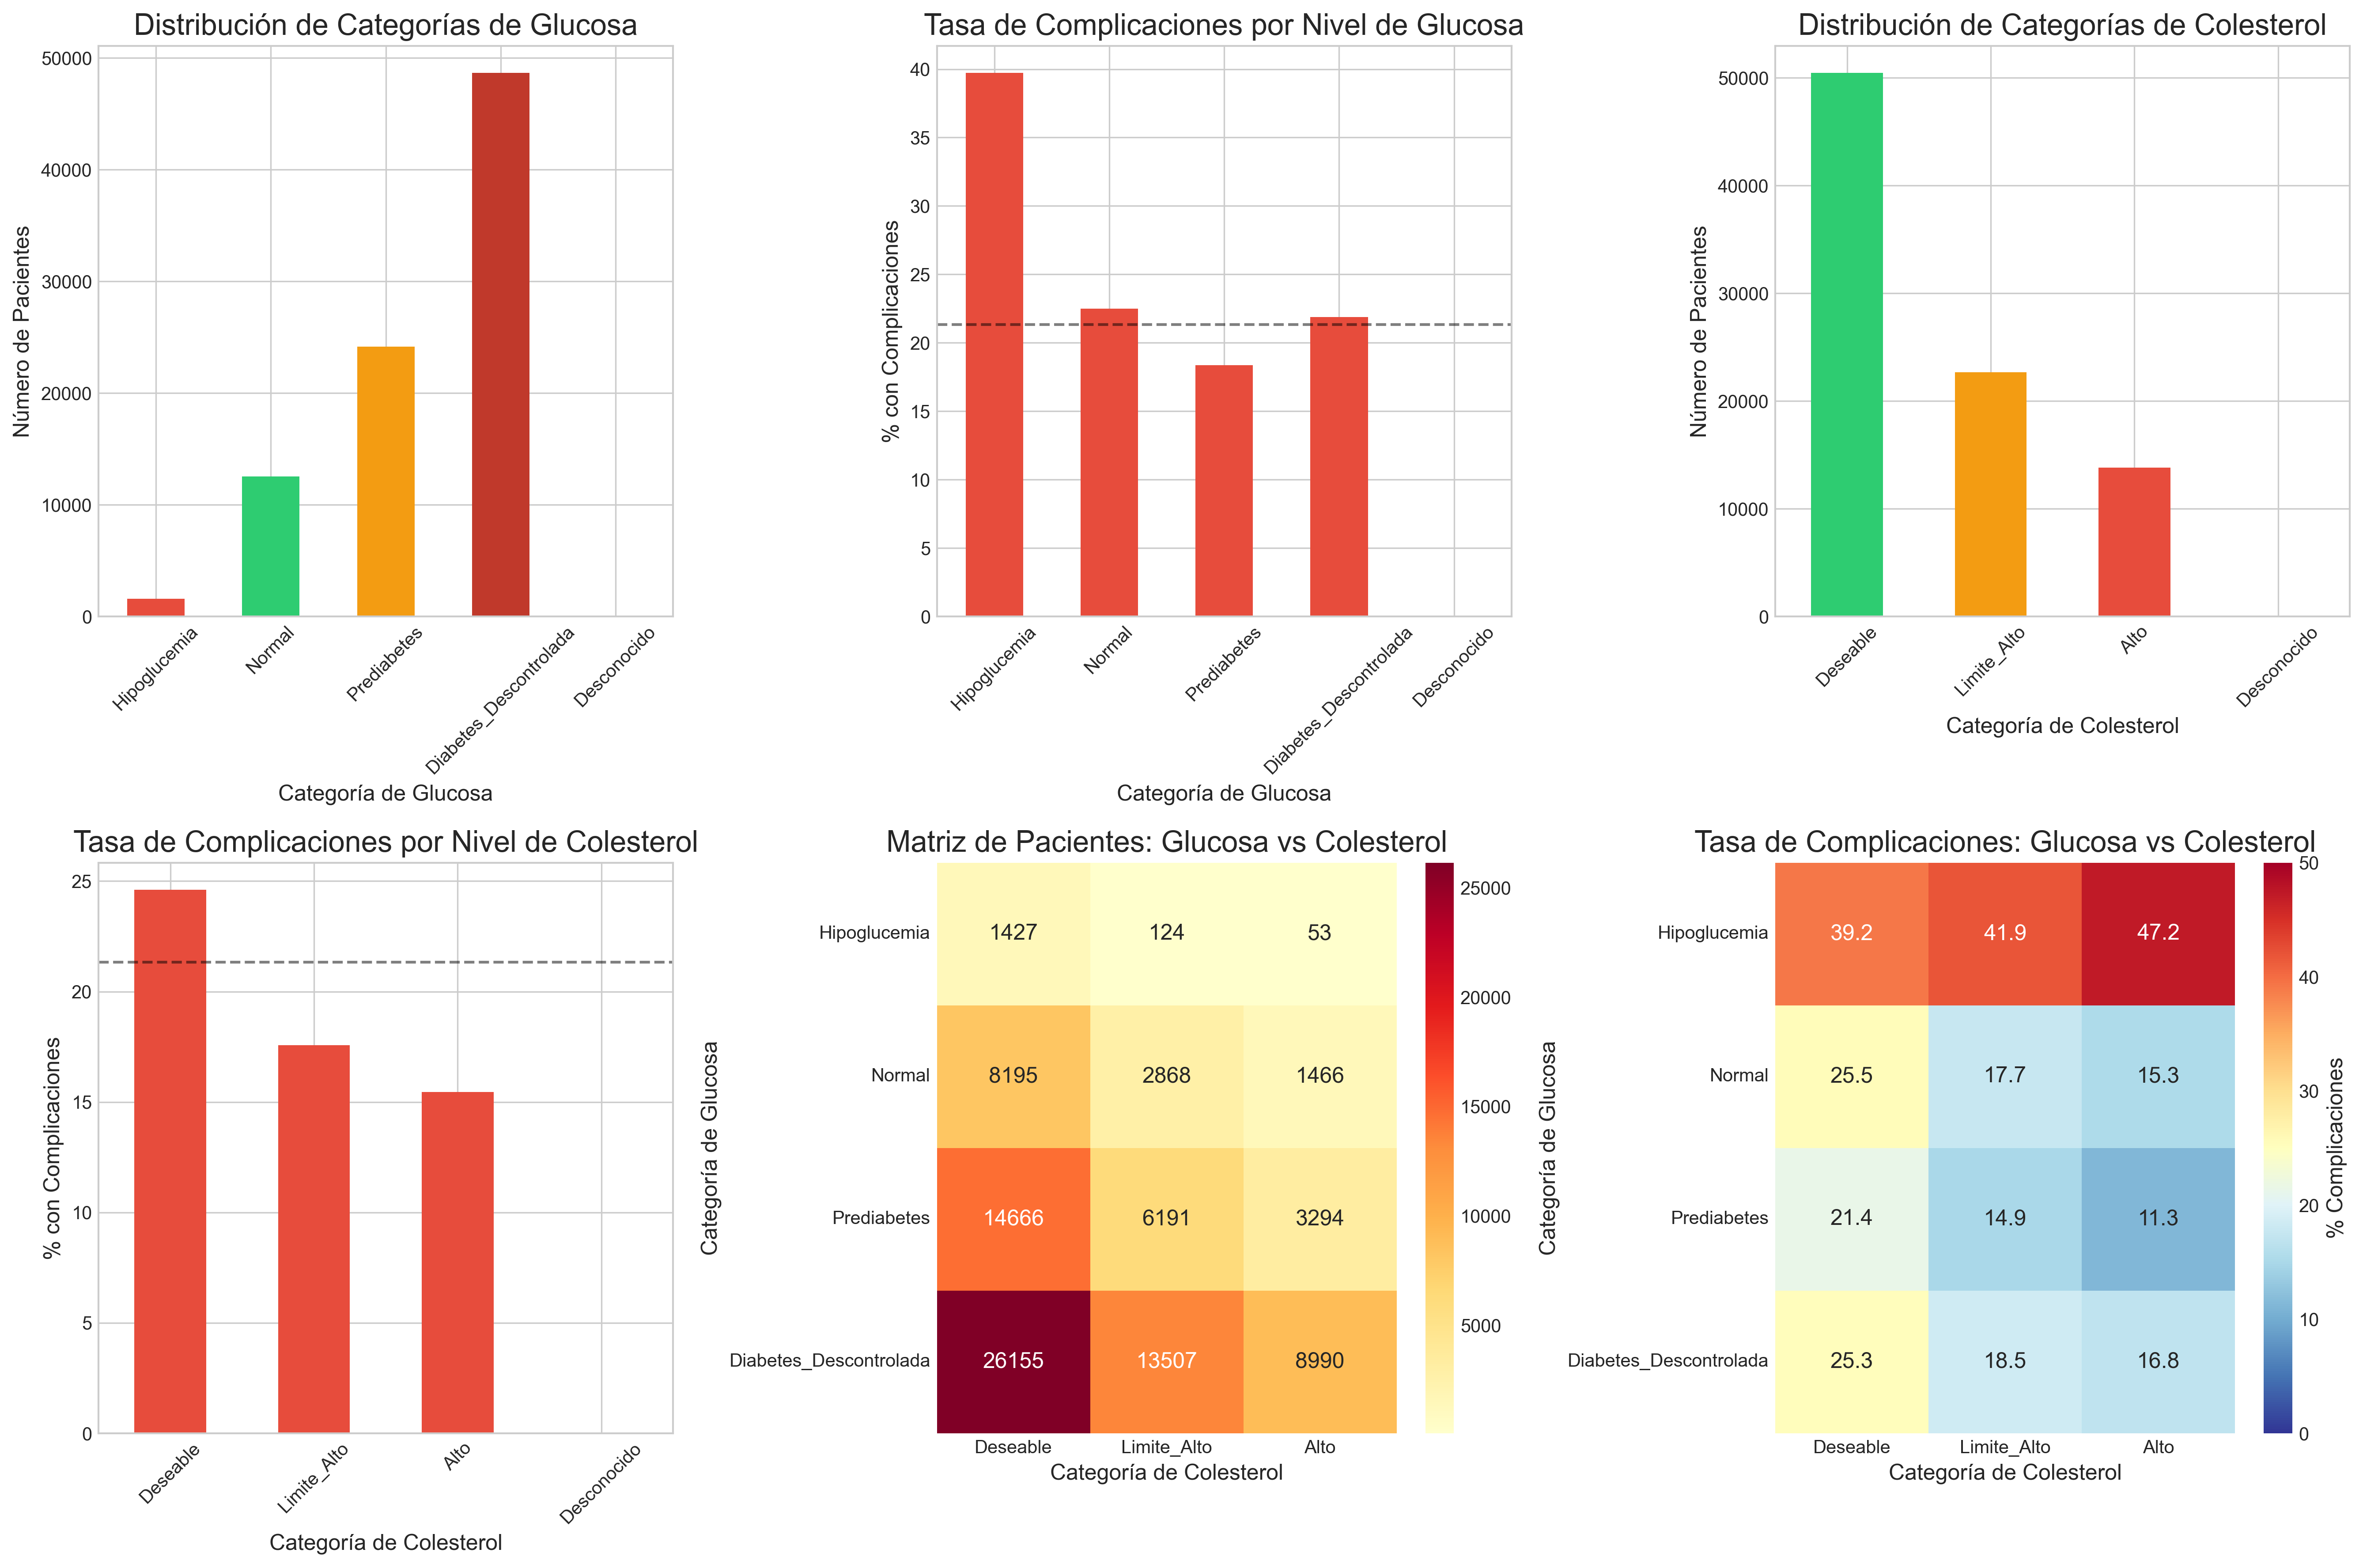 Distribución de Categorías de Glucosa
50000
40000
30000
20000
10000
0
Número de Pacientes
Hipoglucemia
Normal
Prediabetes
Diabetes_Descontrolada
Desconocido
Categoría de Glucosa
Tasa de Complicaciones por Nivel de Glucosa
40
35
30
25
20
15
10
5
0
% con Complicaciones
Hipoglucemia
Normal
Prediabetes
Diabetes_Descontrolada
Desconocido
Categoría de Glucosa
Distribución de Categorías de Colesterol
50000
40000
30000
20000
10000
0
Número de Pacientes
Deseable
Limite_Alto
Alto
Desconocido
Categoría de Colesterol
Tasa de Complicaciones por Nivel de Colesterol
25
20
15
10
5
0
% con Complicaciones
Deseable
Limite_Alto
Alto
Desconocido
Categoría de Colesterol
Matriz de Pacientes: Glucosa vs Colesterol
Categoría de Glucosa
Hipoglucemia 1427 124 53
Normal 8195 2868 1466
Prediabetes 14666 6191 3294
Diabetes_Descontrolada 26155 13507 8990
Deseable Limite_Alto Alto
Categoría de Colesterol
25000
20000
15000
10000
5000
Tasa de Complicaciones: Glucosa vs Colesterol
Categoría de Glucosa
Hipoglucemia 39.2 41.9 47.2
Normal 25.5 17.7 15.3
Prediabetes 21.4 14.9 11.3
Diabetes_Descontrolada 25.3 18.5 16.8
Deseable Limite_Alto Alto
Categoría de Colesterol
50
40
30
20
10
0
% Complicaciones